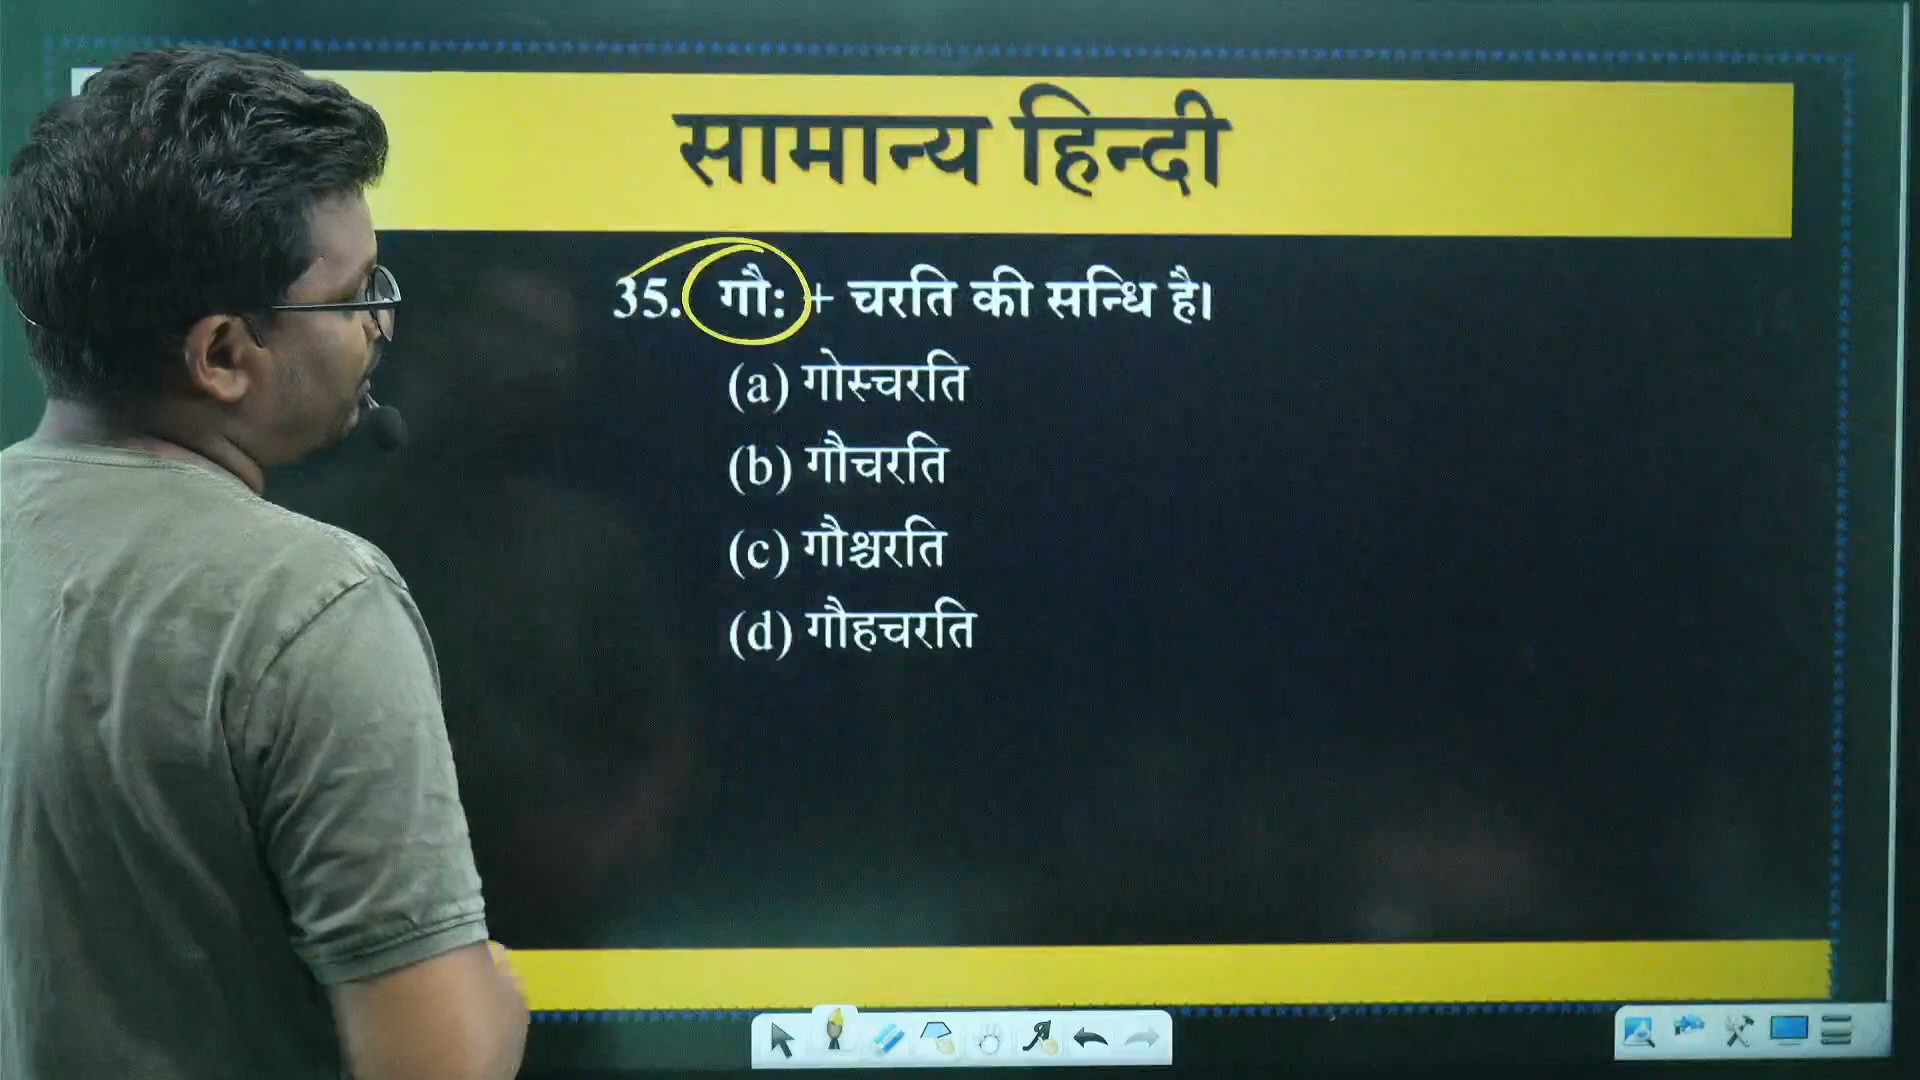 सामान्य हिन्दी
35. गौ: + चरति की सन्धि है।
(a) गोस्चरति
(b) गौचरति
(c) गौश्चरति
(d) गौहचरति